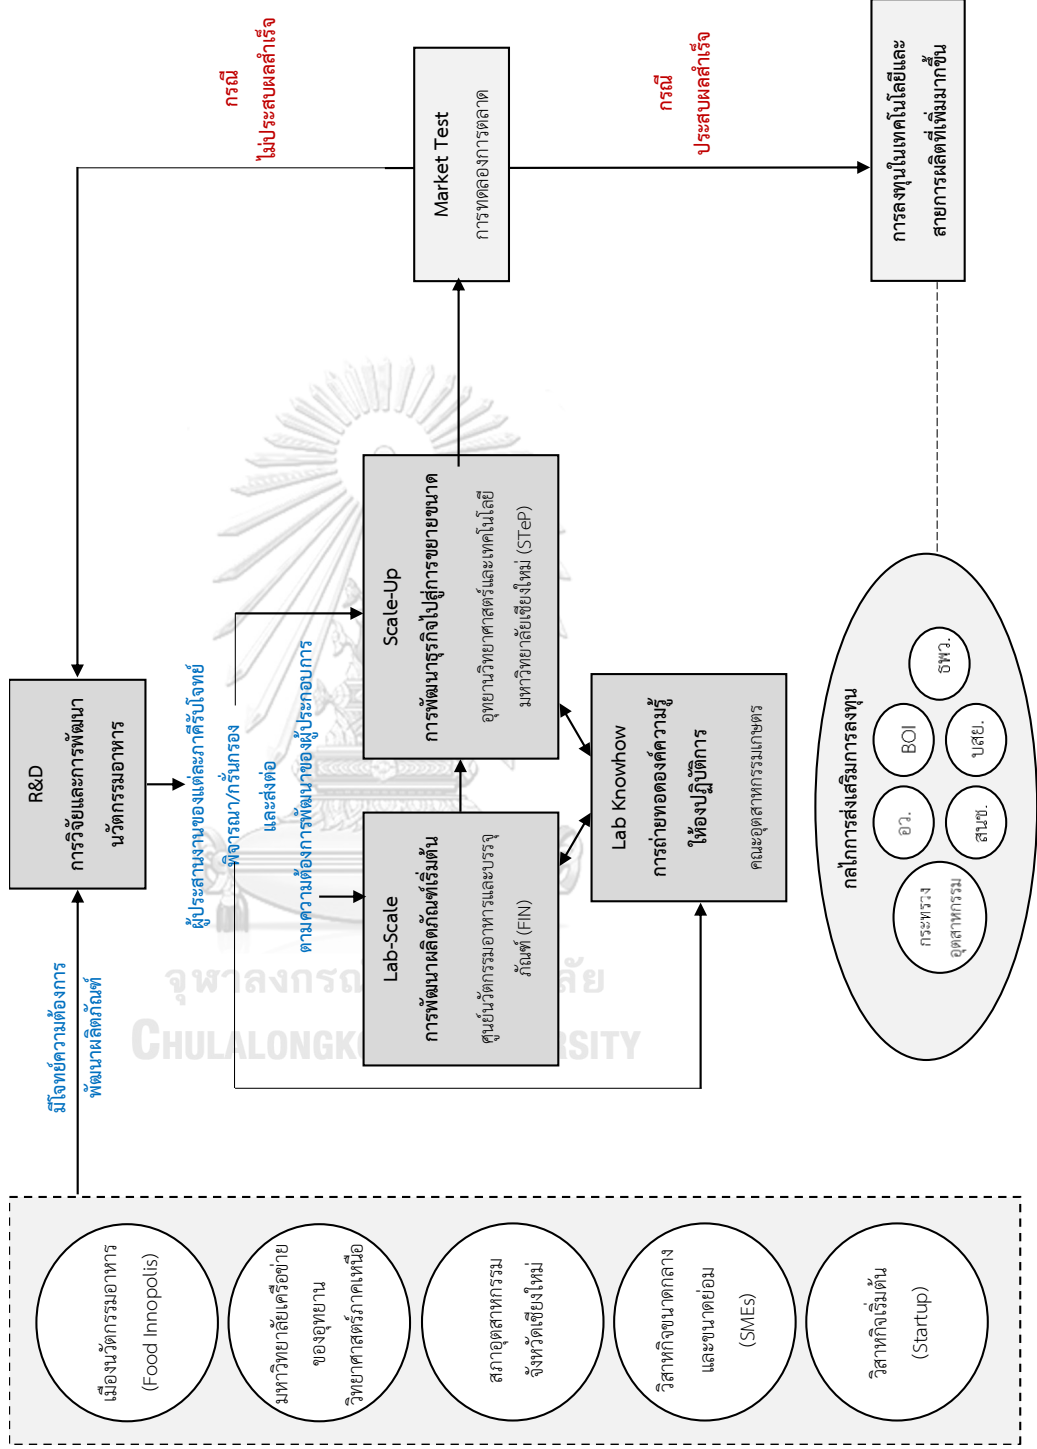 เมืองนวัตกรรมอาหาร
(Food Innopolis)
มหาวิทยาลัยเครือข่าย
ของอุทยาน
วิทยาศาสตร์ภาคเหนือ
สภาอุตสาหกรรม
จังหวัดเชียงใหม่
วิสาหกิจขนาดกลาง
และขนาดย่อม
(SMEs)
วิสาหกิจเริ่มต้น
(Startup)
มีโจทย์ความต้องการ
พัฒนาผลิตภัณฑ์
R&D
การวิจัยและการพัฒนา
นวัตกรรมอาหาร
ผู้ประสานงานของแต่ละภาคีรับโจทย์
พิจารณา/กรั่นกรอง
และส่งต่อ
ตามความต้องการพัฒนาของผู้ประกอบการ
Lab-Scale
การพัฒนาผลิตภัณฑ์เริ่มต้น
ศูนย์นวัตกรรมอาหารและบรรจุ
ภัณฑ์ (FIN)
Scale-Up
การพัฒนาธุรกิจไปสู่การขยายขนาด
อุทยานวิทยาศาสตร์และเทคโนโลยี
มหาวิทยาลัยเชียงใหม่ (STeP)
Lab Knowhow
การถ่ายทอดองค์ความรู้
ให้องปฏิบัติการ
คณะอุตสาหกรรมเกษตร
Market Test
การทดลองการตลาด
กรณี
ไม่ประสบผลสำเร็จ
กรณี
ประสบผลสำเร็จ
การลงทุนในเทคโนโลยีและ
สายการผลิตที่เพิ่มมากขึ้น
กลไกการส่งเสริมการลงทุน
กระทรวง
อุตสาหกรรม
อว.
BOI
สนช.
บสย.
ธพว.
CHULALONGKORN UNIVERSITY